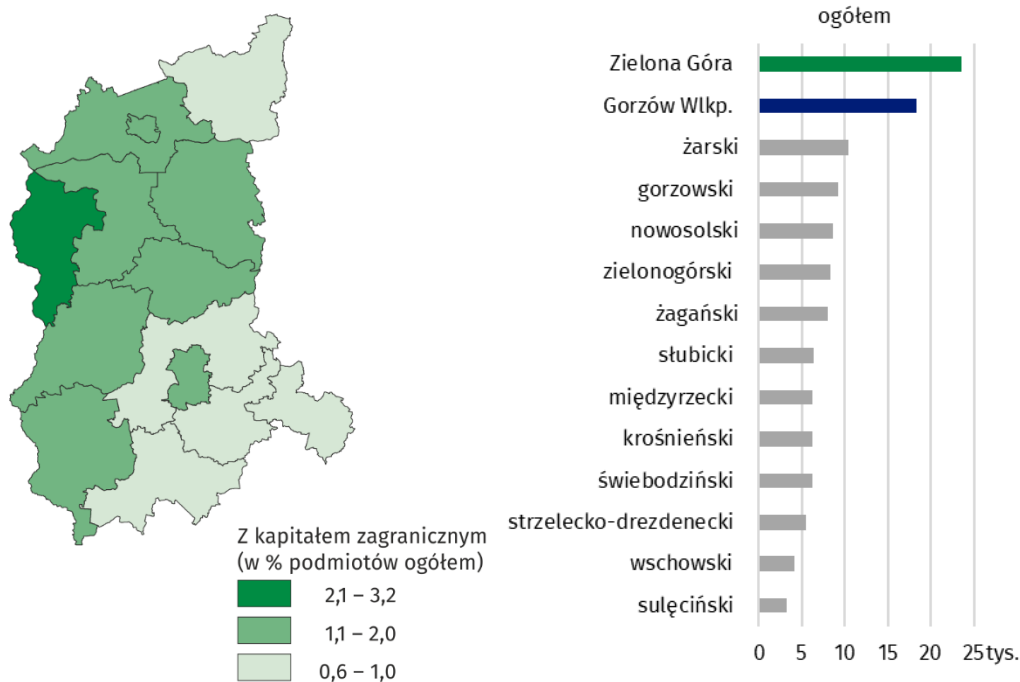 Z kapitałem zagranicznym
(w % podmiotów ogółem)
2,1 – 3,2
1,1 – 2,0
0,6 – 1,0
ogółem
Zielona Góra
Gorzów Wlkp.
żarski
gorzowski
nowosolski
zielonogórski
żagański
słubicki
międzyrzecki
krośnieński
świebodziński
strzelecko-drezdenecki
wschowski
sulęciński
0 5 10 15 20 25 tys.